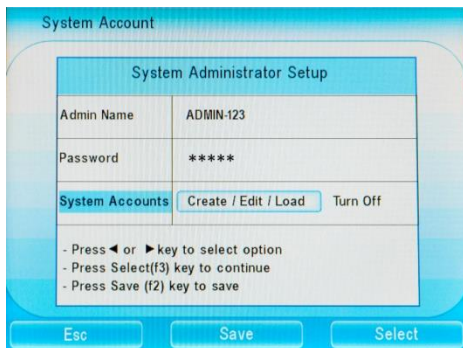 System Account
System Administrator Setup
Admin Name ADMIN-123
Password *****
System Accounts Create / Edit / Load Turn Off
- Press ◄ or ►key to select option
- Press Select(f3) key to continue
- Press Save (f2) key to save
Esc Save Select